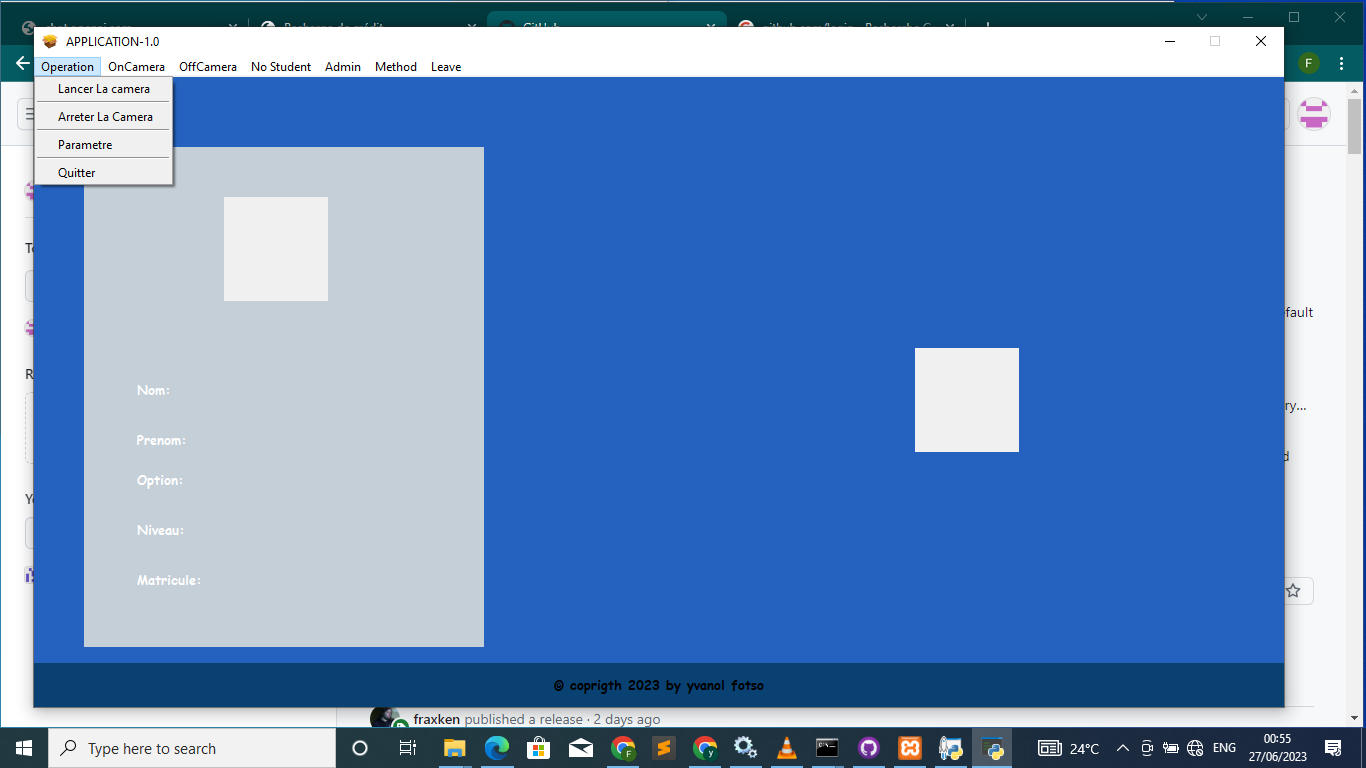 GitHub
APPLICATION-1.0
Operation OnCamera OffCamera No Student Admin Method Leave
F
Lancer La camera
Arreter La Camera
Parametre
Quitter
Nom:
Prenom:
Option:
Niveau:
Matricule:
ry...
© coprigth 2023 by yvanol fotso
fraxken published a release · 2 days ago
Type here to search
24°C
ENG
00:55
27/06/2023